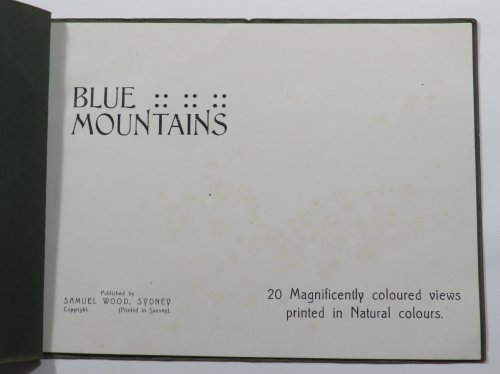 BLUE :: :: ::
MOUNTAINS
Published by
SAMUEL WOOD, SYDNEY
Copyright (Printed in Saxony).
20 Magnificently coloured views
printed in Natural colours.